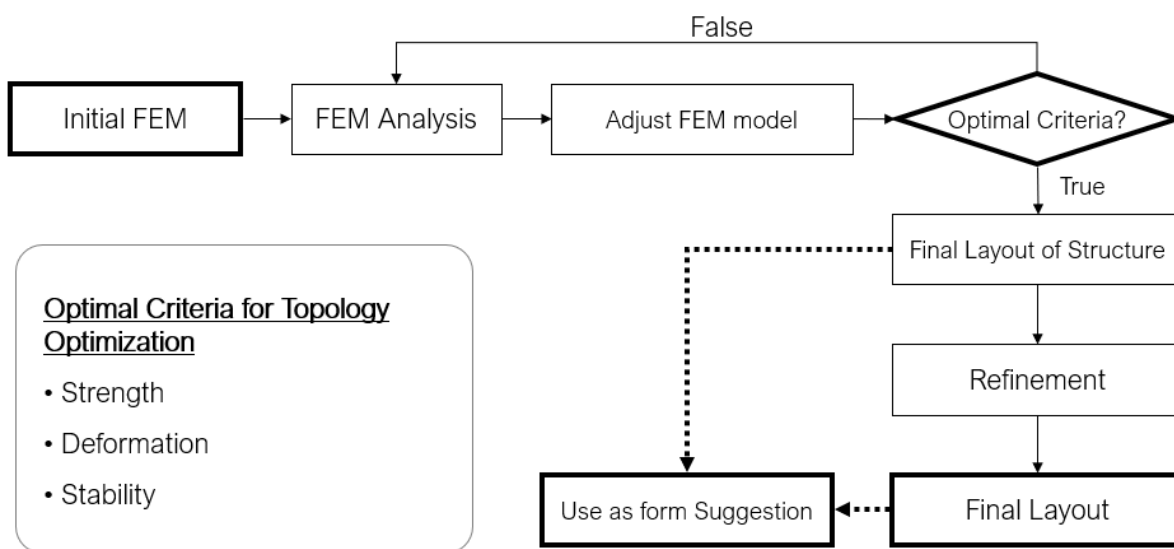 False
Initial FEM
FEM Analysis
Adjust FEM model
Optimal Criteria?
True
Final Layout of Structure
Optimal Criteria for Topology
Optimization
• Strength
• Deformation
• Stability
Refinement
Use as form Suggestion
Final Layout